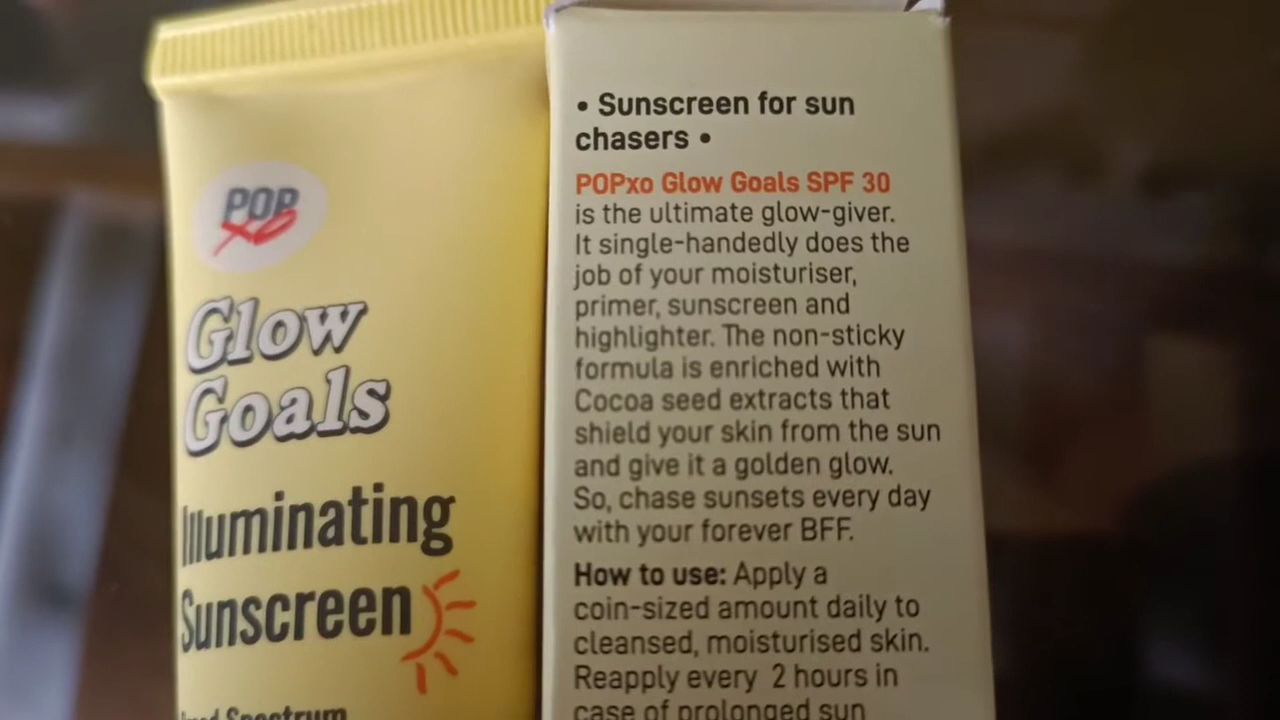 POP
xo
Glow
Goals
Illuminating
Sunscreen
Spectrum
• Sunscreen for sun
chasers •
POPxo Glow Goals SPF 30
is the ultimate glow-giver.
It single-handedly does the
job of your moisturiser,
primer, sunscreen and
highlighter. The non-sticky
formula is enriched with
Cocoa seed extracts that
shield your skin from the sun
and give it a golden glow.
So, chase sunsets every day
with your forever BFF.
How to use: Apply a
coin-sized amount daily to
cleansed, moisturised skin.
Reapply every 2 hours in
case of prolonged sun